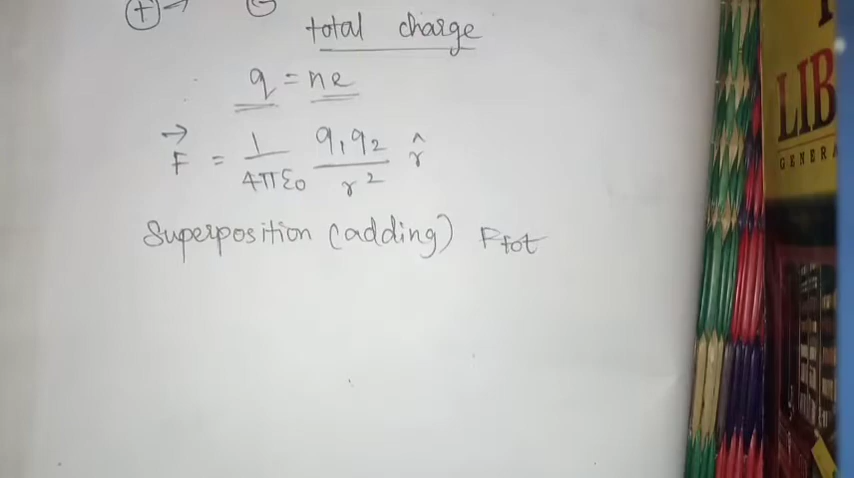 ⊕→ ⊖
total charge
q = ne
F⃗ = 1/4πε0 q1q2/r² r̂
Superposition (adding) Ftot
LIB
GENERA